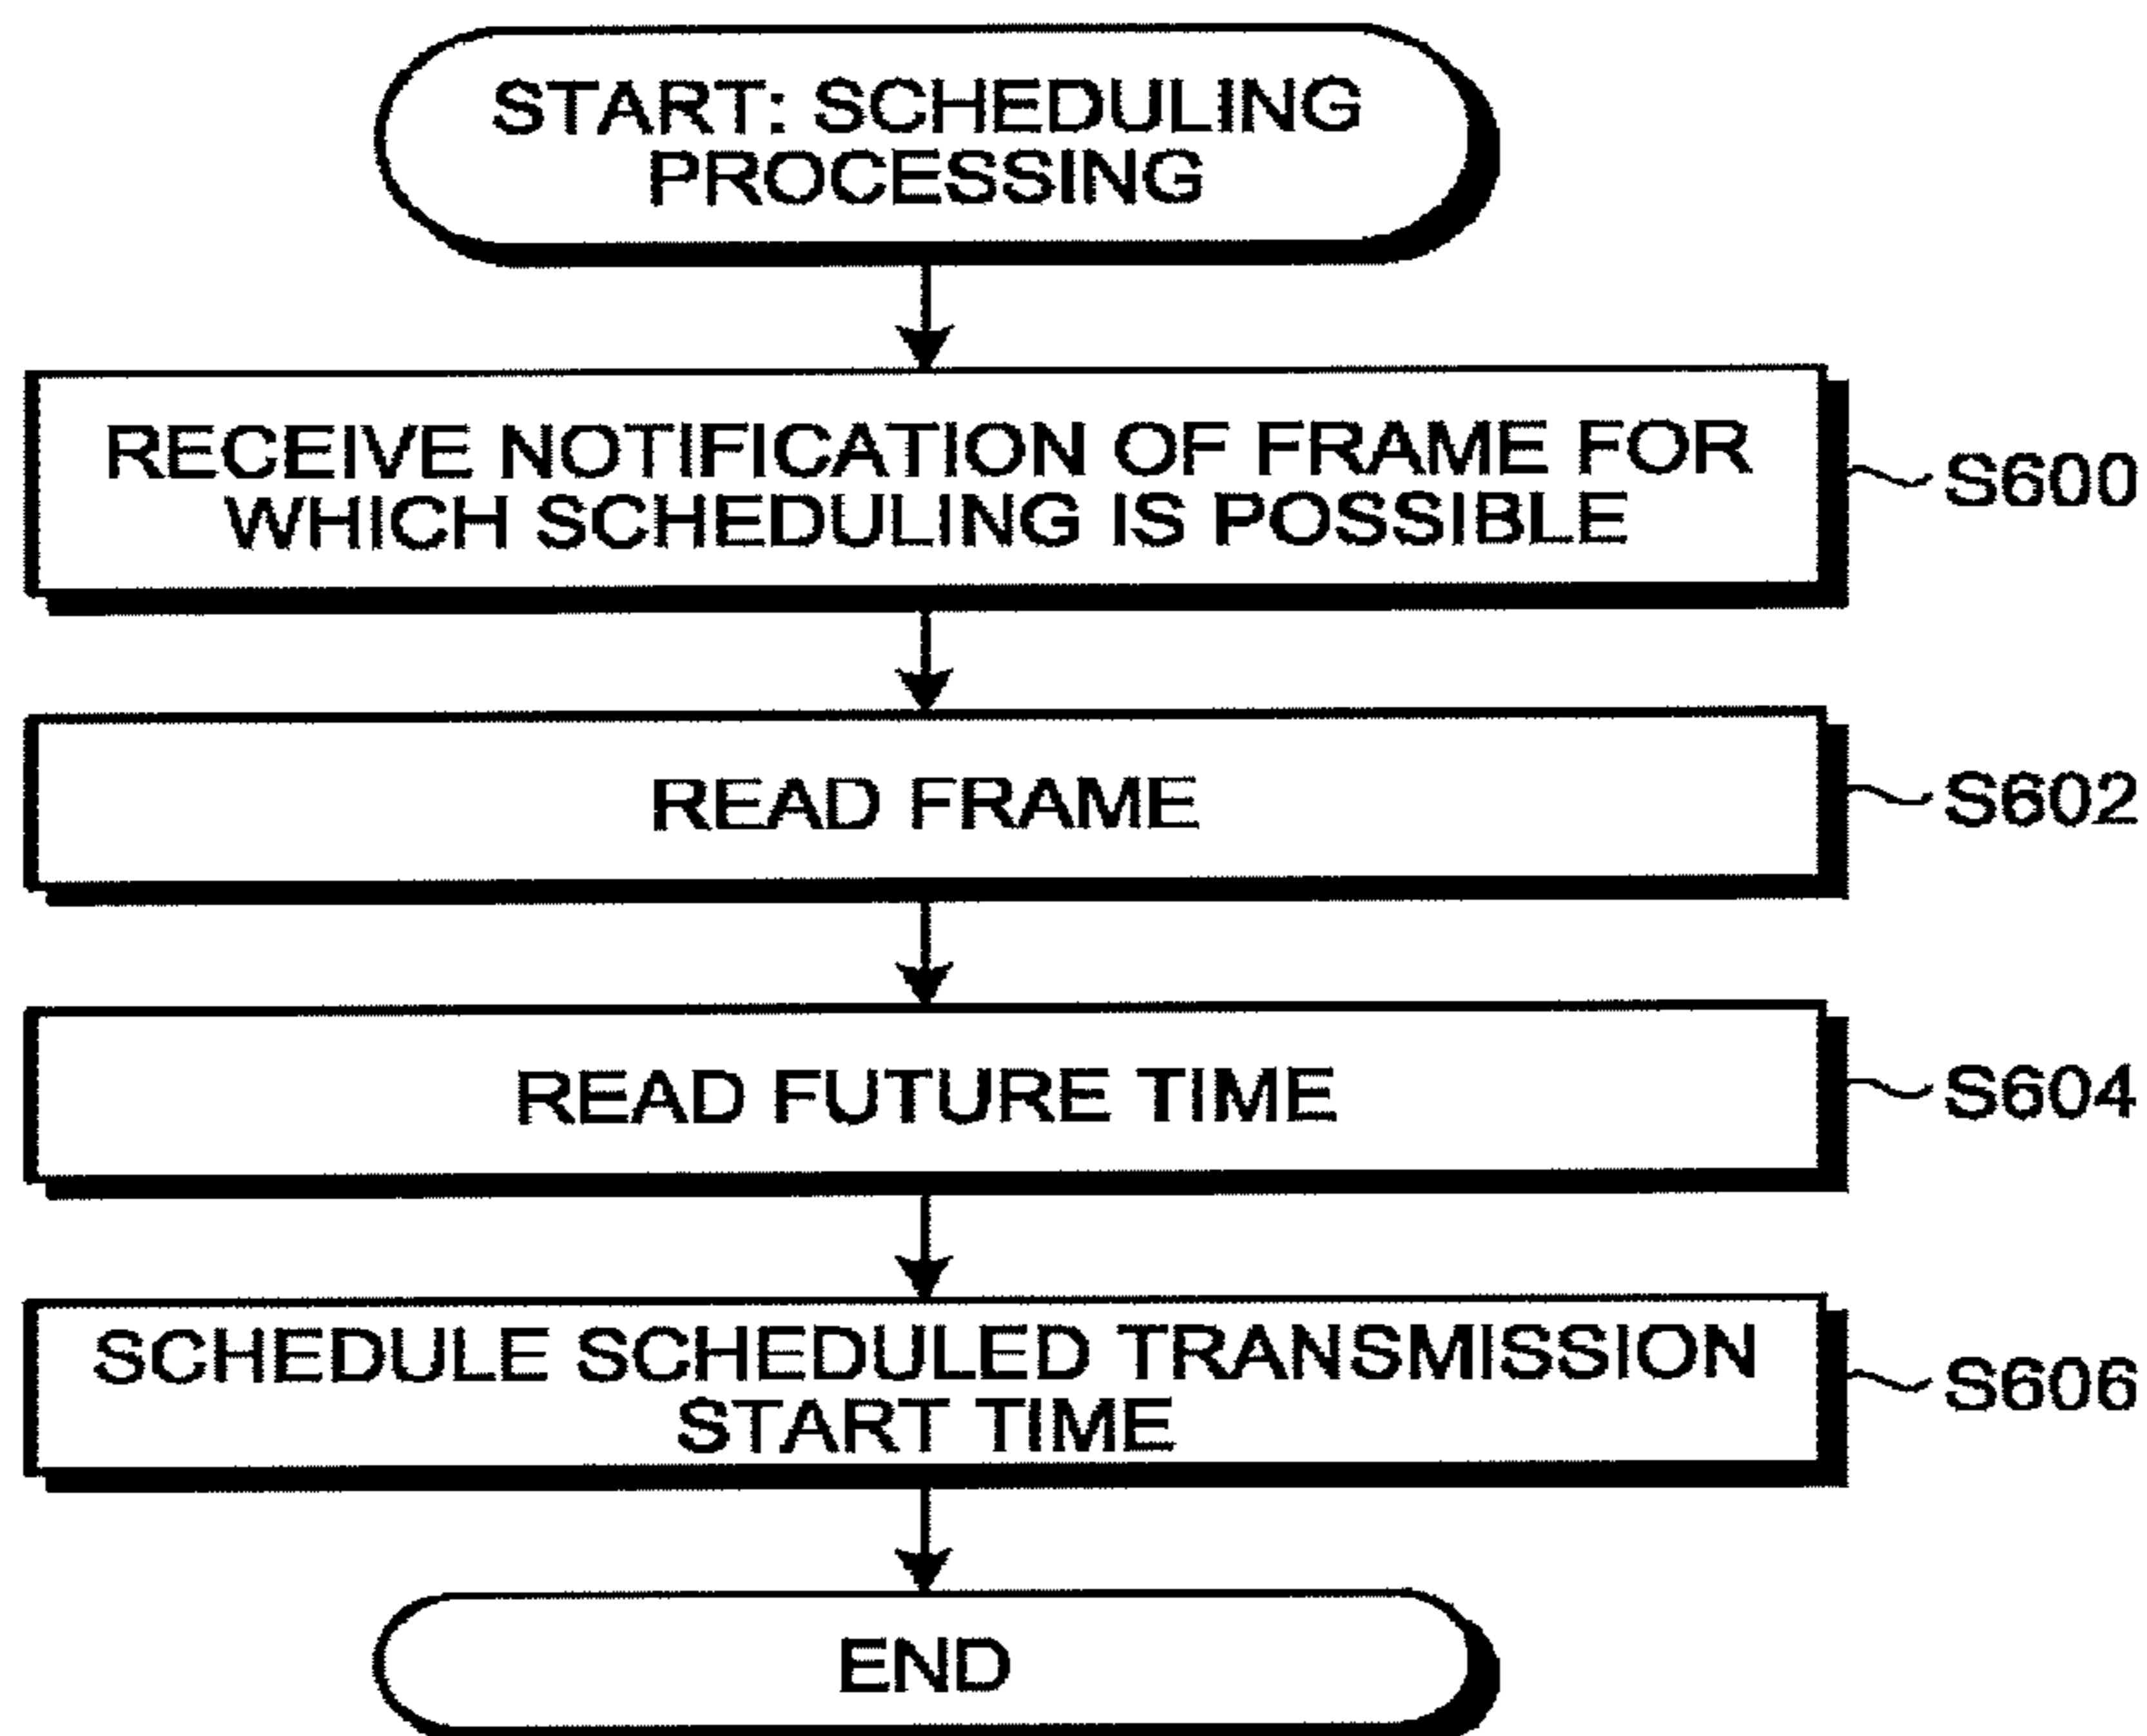 START: SCHEDULING
PROCESSING
RECEIVE NOTIFICATION OF FRAME FOR
WHICH SCHEDULING IS POSSIBLE
S600
READ FRAME
S602
READ FUTURE TIME
S604
SCHEDULE SCHEDULED TRANSMISSION
START TIME
S606
END